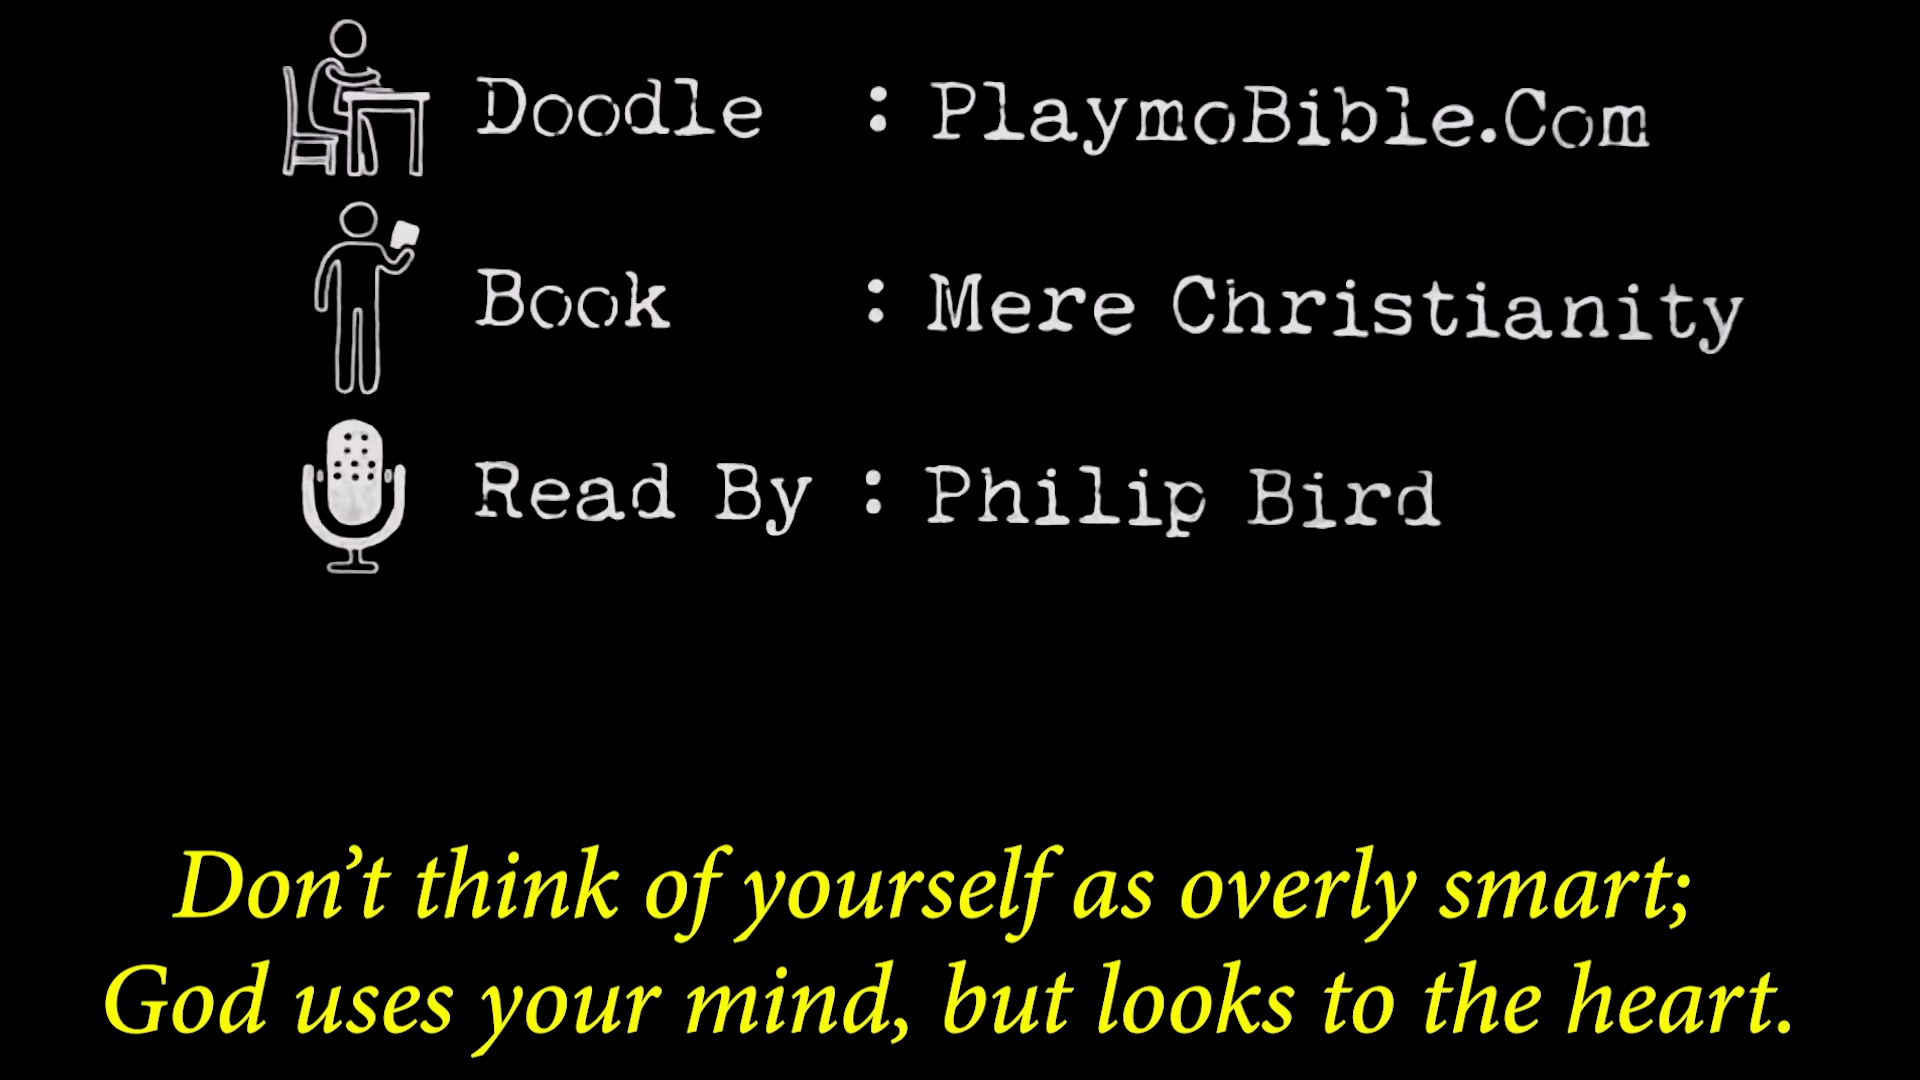 Doodle : PlaymoBible.Com
Book : Mere Christianity
Read By : Philip Bird
Don't think of yourself as overly smart;
God uses your mind, but looks to the heart.